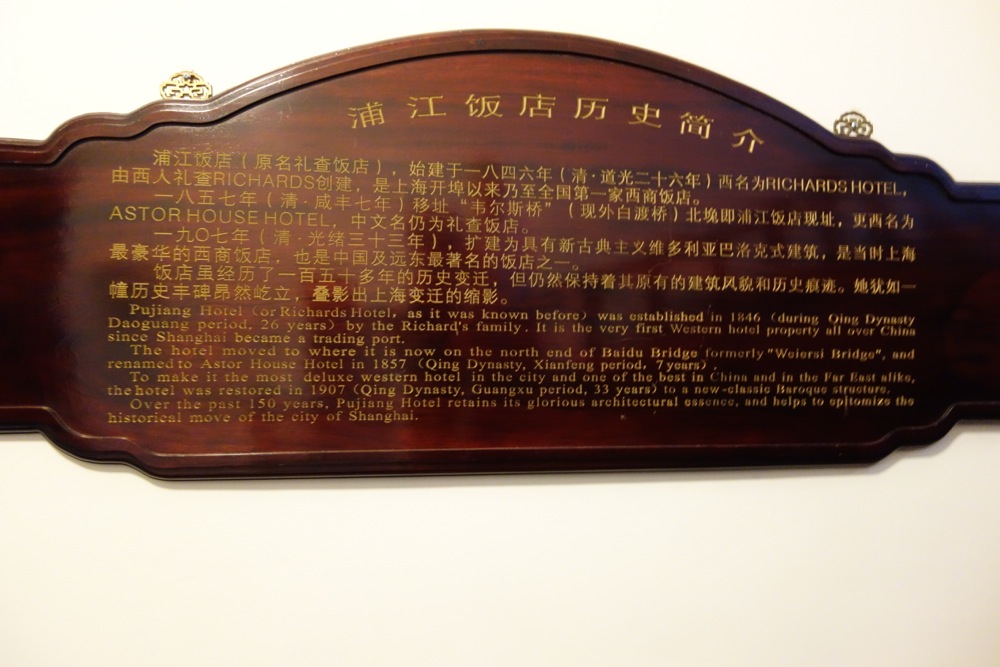 浦江饭店历史简介
浦江饭店（原名礼查饭店），始建于一八四六年（清·道光二十六年）西名为RICHARDS HOTEL，
由西人礼查RICHARDS创建，是上海开埠以来乃至全国第一家西商饭店。
一八五七年（清·咸丰七年）移址“韦尔斯桥”（现外白渡桥）北堍即浦江饭店现址，更西名为
ASTOR HOUSE HOTEL，中文名仍为礼查饭店。
一九〇七年（清·光绪三十三年），扩建为具有新古典主义维多利亚巴洛克式建筑，是当时上海
最豪华的西商饭店，也是中国及远东最著名的饭店之一。
饭店虽经历了一百五十多年的历史变迁，但仍然保持着其原有的建筑风貌和历史痕迹。她犹如一
幢历史丰碑昂然屹立，叠影出上海变迁的缩影。
Pujiang Hotel (or Richards Hotel, as it was known before) was established in 1846 (during Qing Dynasty
Daoguang period, 26 years) by the Richard's family. It is the very first Western hotel property all over China
since Shanghai became a trading port.
The hotel moved to where it is now on the north end of Baidu Bridge formerly "Weiersi Bridge", and
renamed to Astor House Hotel in 1857 (Qing Dynasty, Xianfeng period, 7 years).
To make it the most deluxe western hotel in the city and one of the best in China and in the Far East alike,
the hotel was restored in 1907 (Qing Dynasty, Guangxu period, 33 years) to a new-classic Baroque structure.
Over the past 150 years, Pujiang Hotel retains its glorious architectural essence, and helps to epitomize the
historical move of the city of Shanghai.